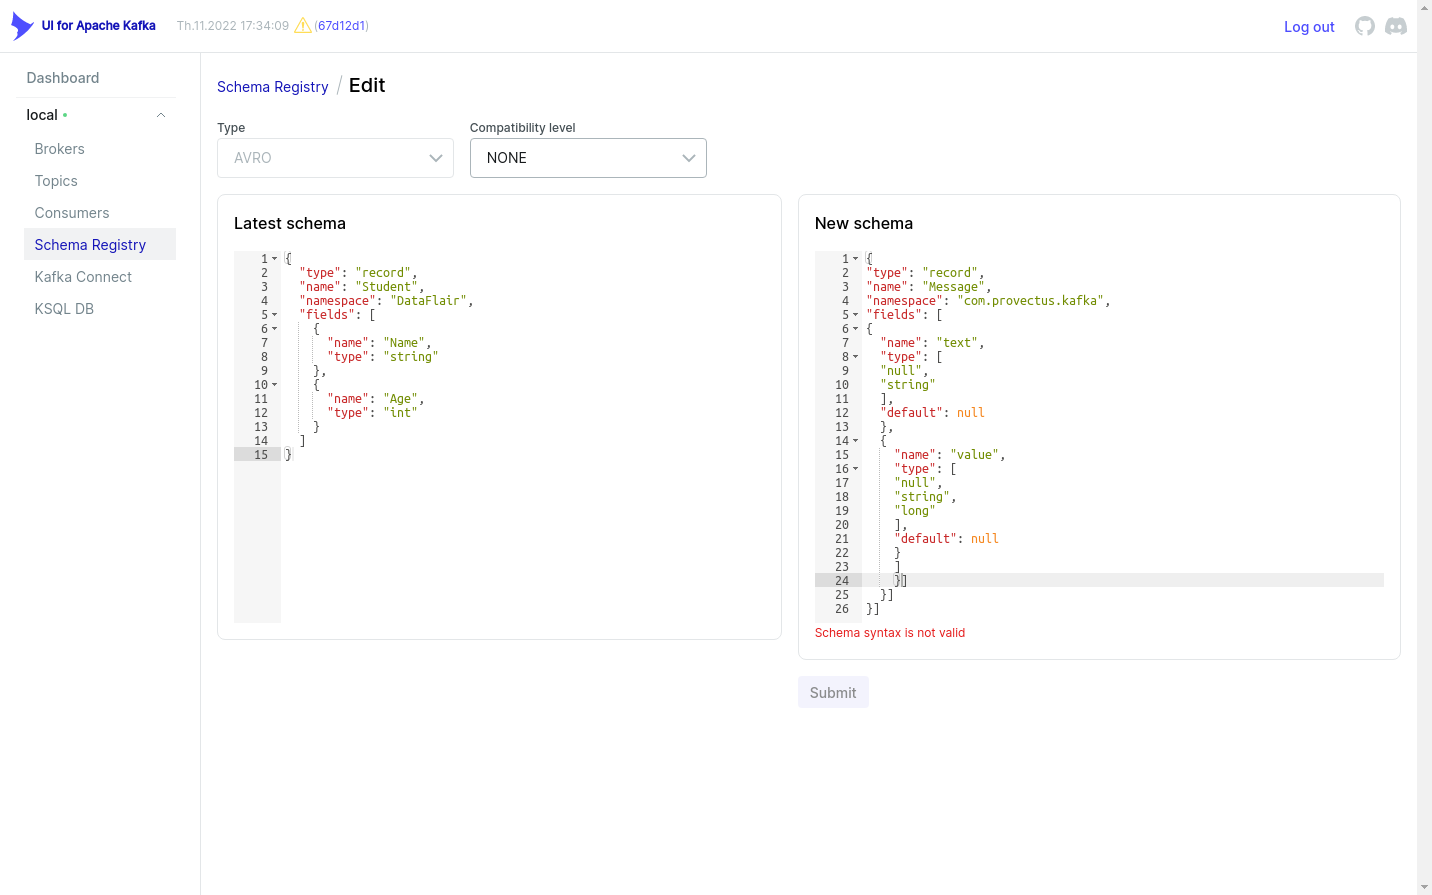 UI for Apache Kafka Th.11.2022 17:34:09 (67d12d1) Log out
Dashboard
local
Brokers
Topics
Consumers
Schema Registry
Kafka Connect
KSQL DB
Schema Registry / Edit
Type
AVRO
Compatibility level
NONE
Latest schema
1 {
2 "type": "record",
3 "name": "Student",
4 "namespace": "DataFlair",
5 "fields": [
6 {
7 "name": "Name",
8 "type": "string"
9 },
10 {
11 "name": "Age",
12 "type": "int"
13 }
14 ]
15 }
New schema
1 {
2 "type": "record",
3 "name": "Message",
4 "namespace": "com.provectus.kafka",
5 "fields": [
6 {
7 "name": "text",
8 "type": [
9 "null",
10 "string"
11 ],
12 "default": null
13 },
14 {
15 "name": "value",
16 "type": [
17 "null",
18 "string",
19 "long"
20 ],
21 "default": null
22 }
23 ]
24 }]
25 }]
26 }]
Schema syntax is not valid
Submit